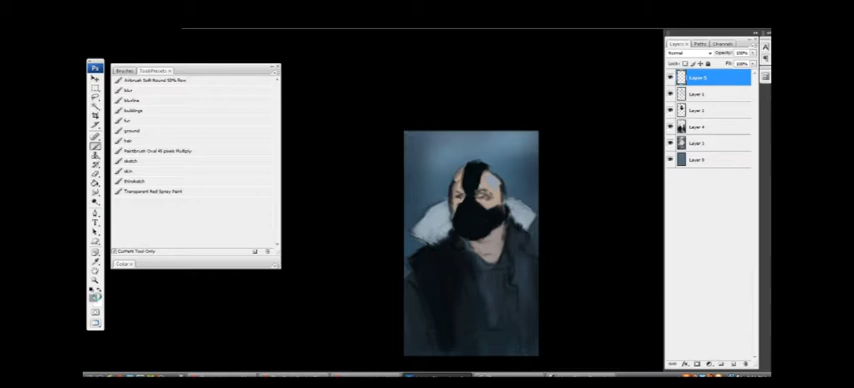 Ps
Brushes
Tool Presets ×
Airbrush Soft Round 50% flow
blur
blurline
buildings
fur
ground
hair
Paintbrush Oval 45 pixels Multiply
sketch
skin
thinsketch
Transparent Red Spray Paint
Current Tool Only
Color ×
Layers ×
Paths
Channels
Normal
Opacity: 100%
Lock:
Fill: 100%
Layer 5
Layer 1
Layer 2
Layer 4
Layer 3